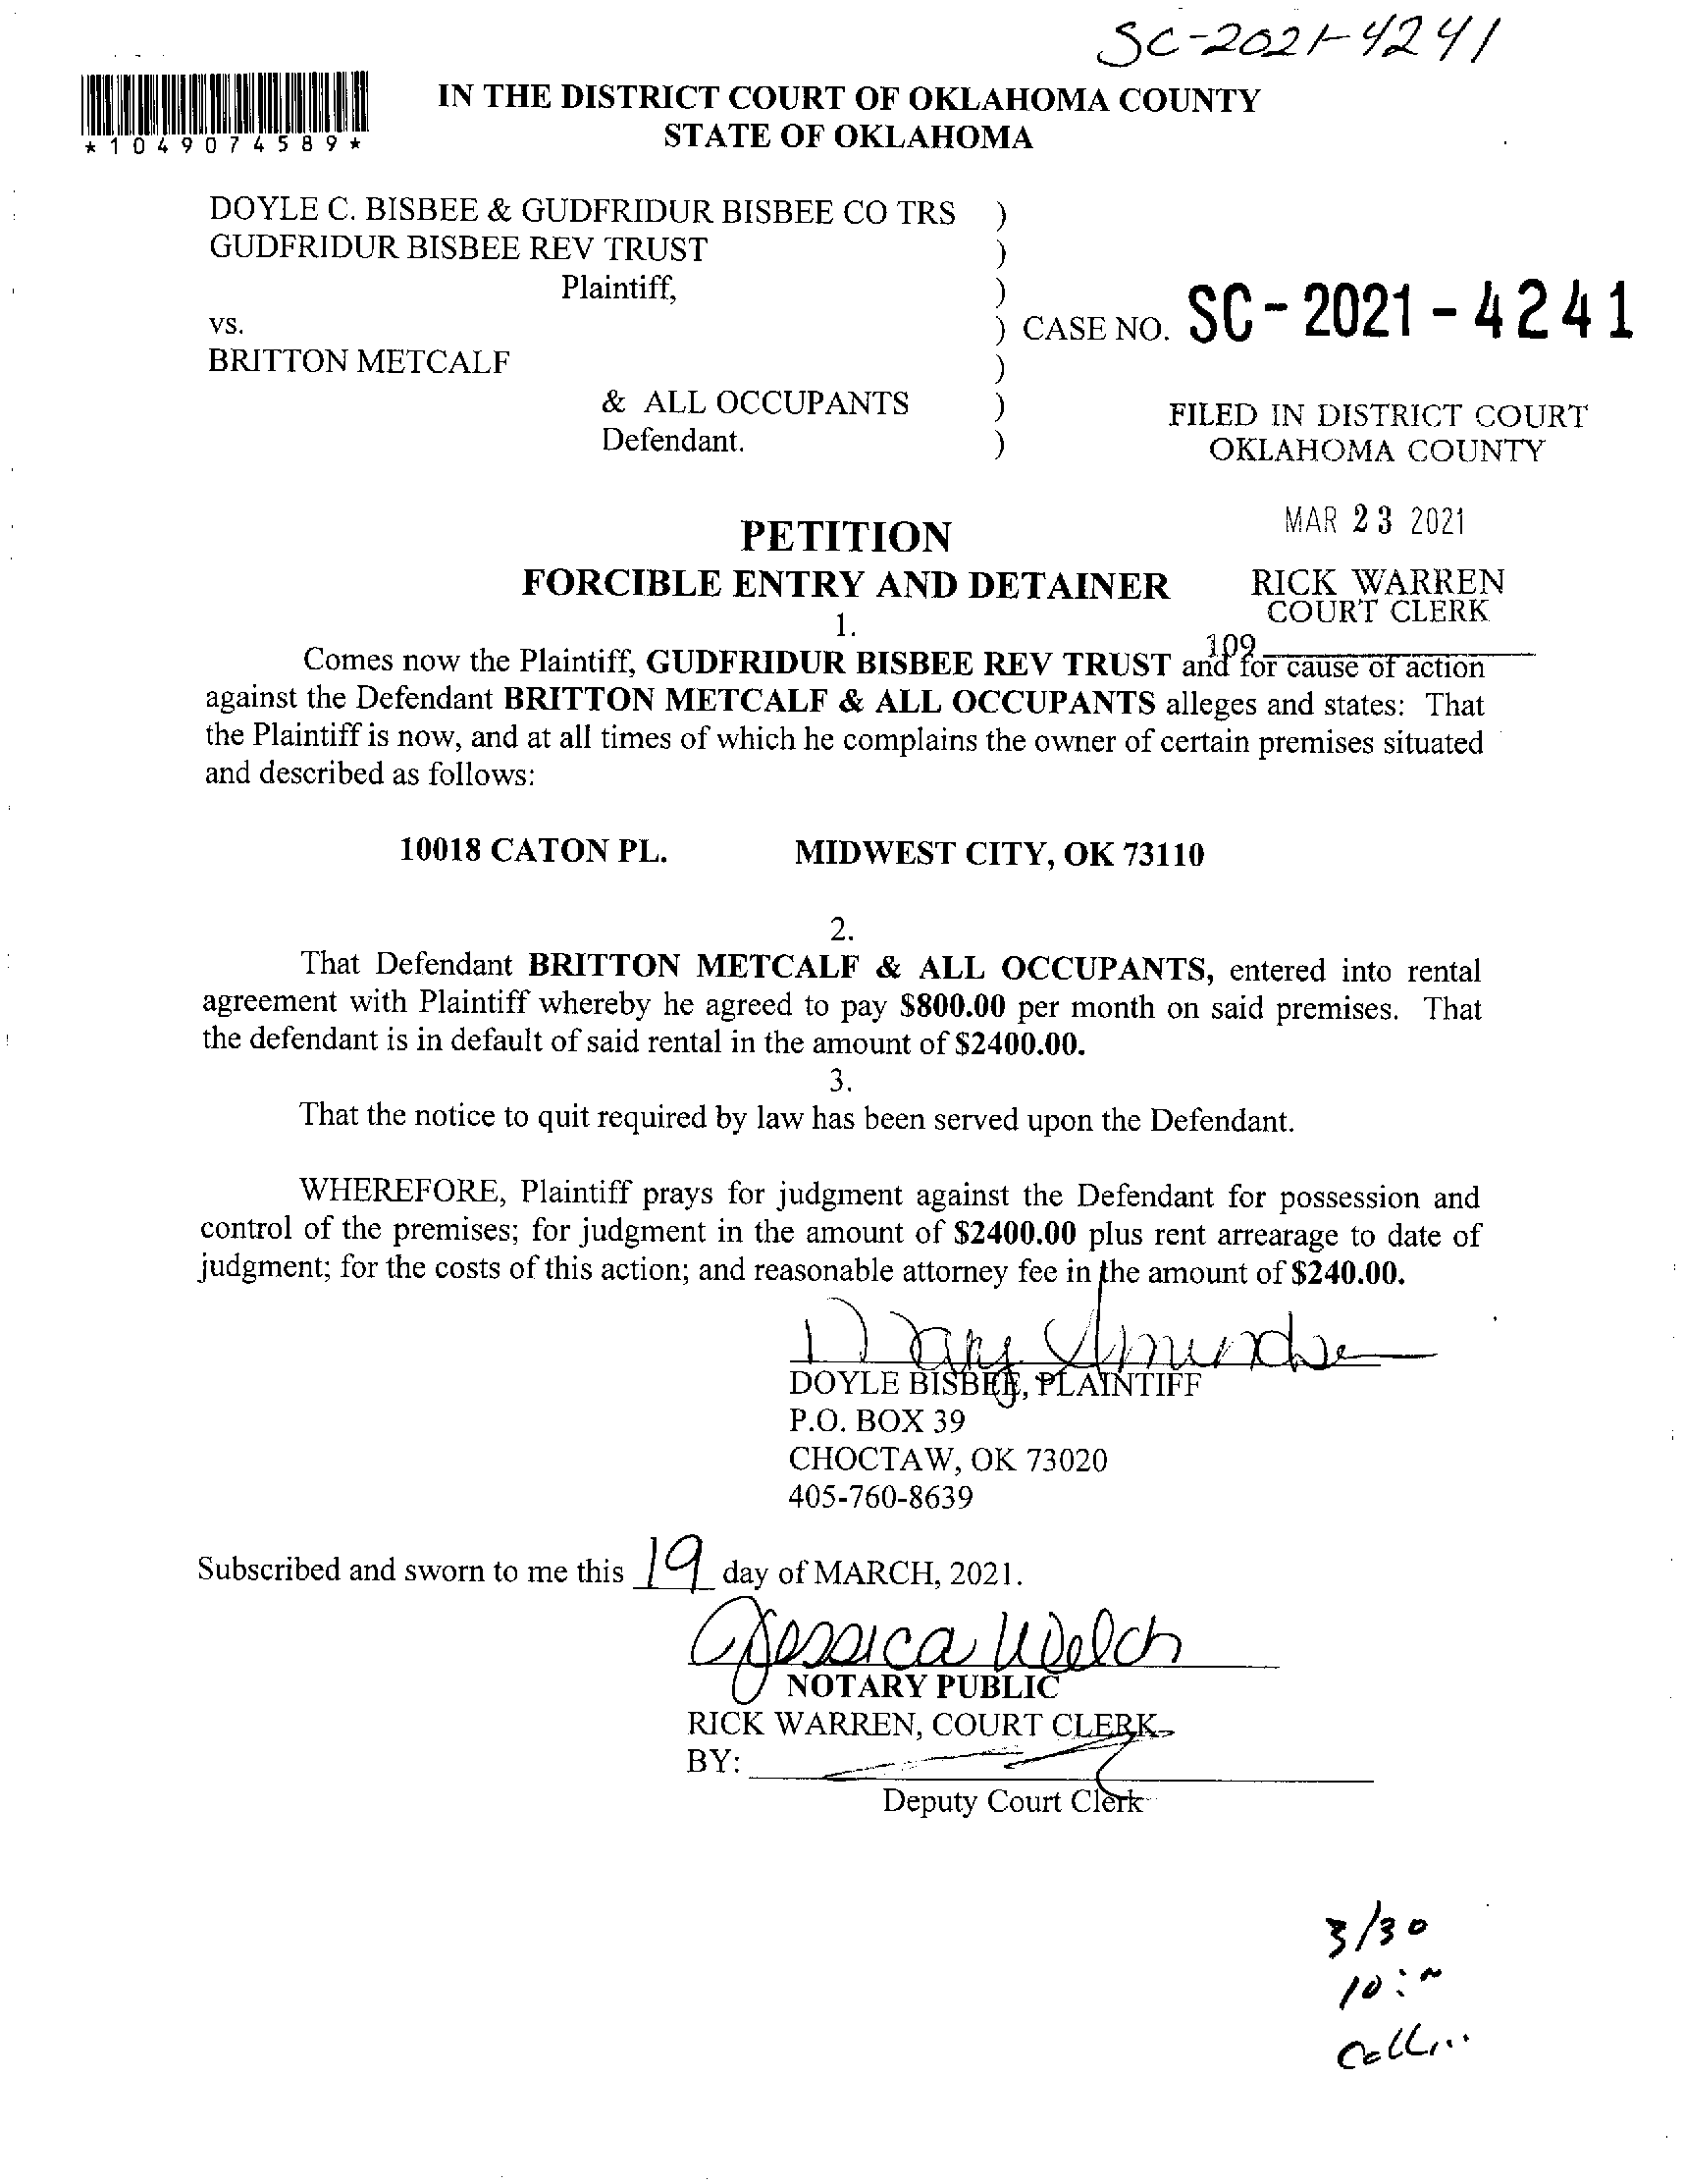 SC-2021-4241
IN THE DISTRICT COURT OF OKLAHOMA COUNTY
STATE OF OKLAHOMA
*1049074589*
DOYLE C. BISBEE & GUDFRIDUR BISBEE CO TRS )
GUDFRIDUR BISBEE REV TRUST )
Plaintiff, )
vs. ) CASE NO. SC-2021-4241
BRITTON METCALF )
& ALL OCCUPANTS )
Defendant. )
FILED IN DISTRICT COURT
OKLAHOMA COUNTY
MAR 23 2021
RICK WARREN
COURT CLERK
109
PETITION
FORCIBLE ENTRY AND DETAINER
1.
Comes now the Plaintiff, GUDFRIDUR BISBEE REV TRUST and for cause of action
against the Defendant BRITTON METCALF & ALL OCCUPANTS alleges and states: That
the Plaintiff is now, and at all times of which he complains the owner of certain premises situated
and described as follows:
10018 CATON PL. MIDWEST CITY, OK 73110
2.
That Defendant BRITTON METCALF & ALL OCCUPANTS, entered into rental
agreement with Plaintiff whereby he agreed to pay $800.00 per month on said premises. That
the defendant is in default of said rental in the amount of $2400.00.
3.
That the notice to quit required by law has been served upon the Defendant.
WHEREFORE, Plaintiff prays for judgment against the Defendant for possession and
control of the premises; for judgment in the amount of $2400.00 plus rent arrearage to date of
judgment; for the costs of this action; and reasonable attorney fee in the amount of $240.00.
DOYLE BISBEE, PLAINTIFF
P.O. BOX 39
CHOCTAW, OK 73020
405-760-8639
Subscribed and sworn to me this 19 day of MARCH, 2021.
Jessica Welch
NOTARY PUBLIC
RICK WARREN, COURT CLERK
BY:
Deputy Court Clerk
3/30